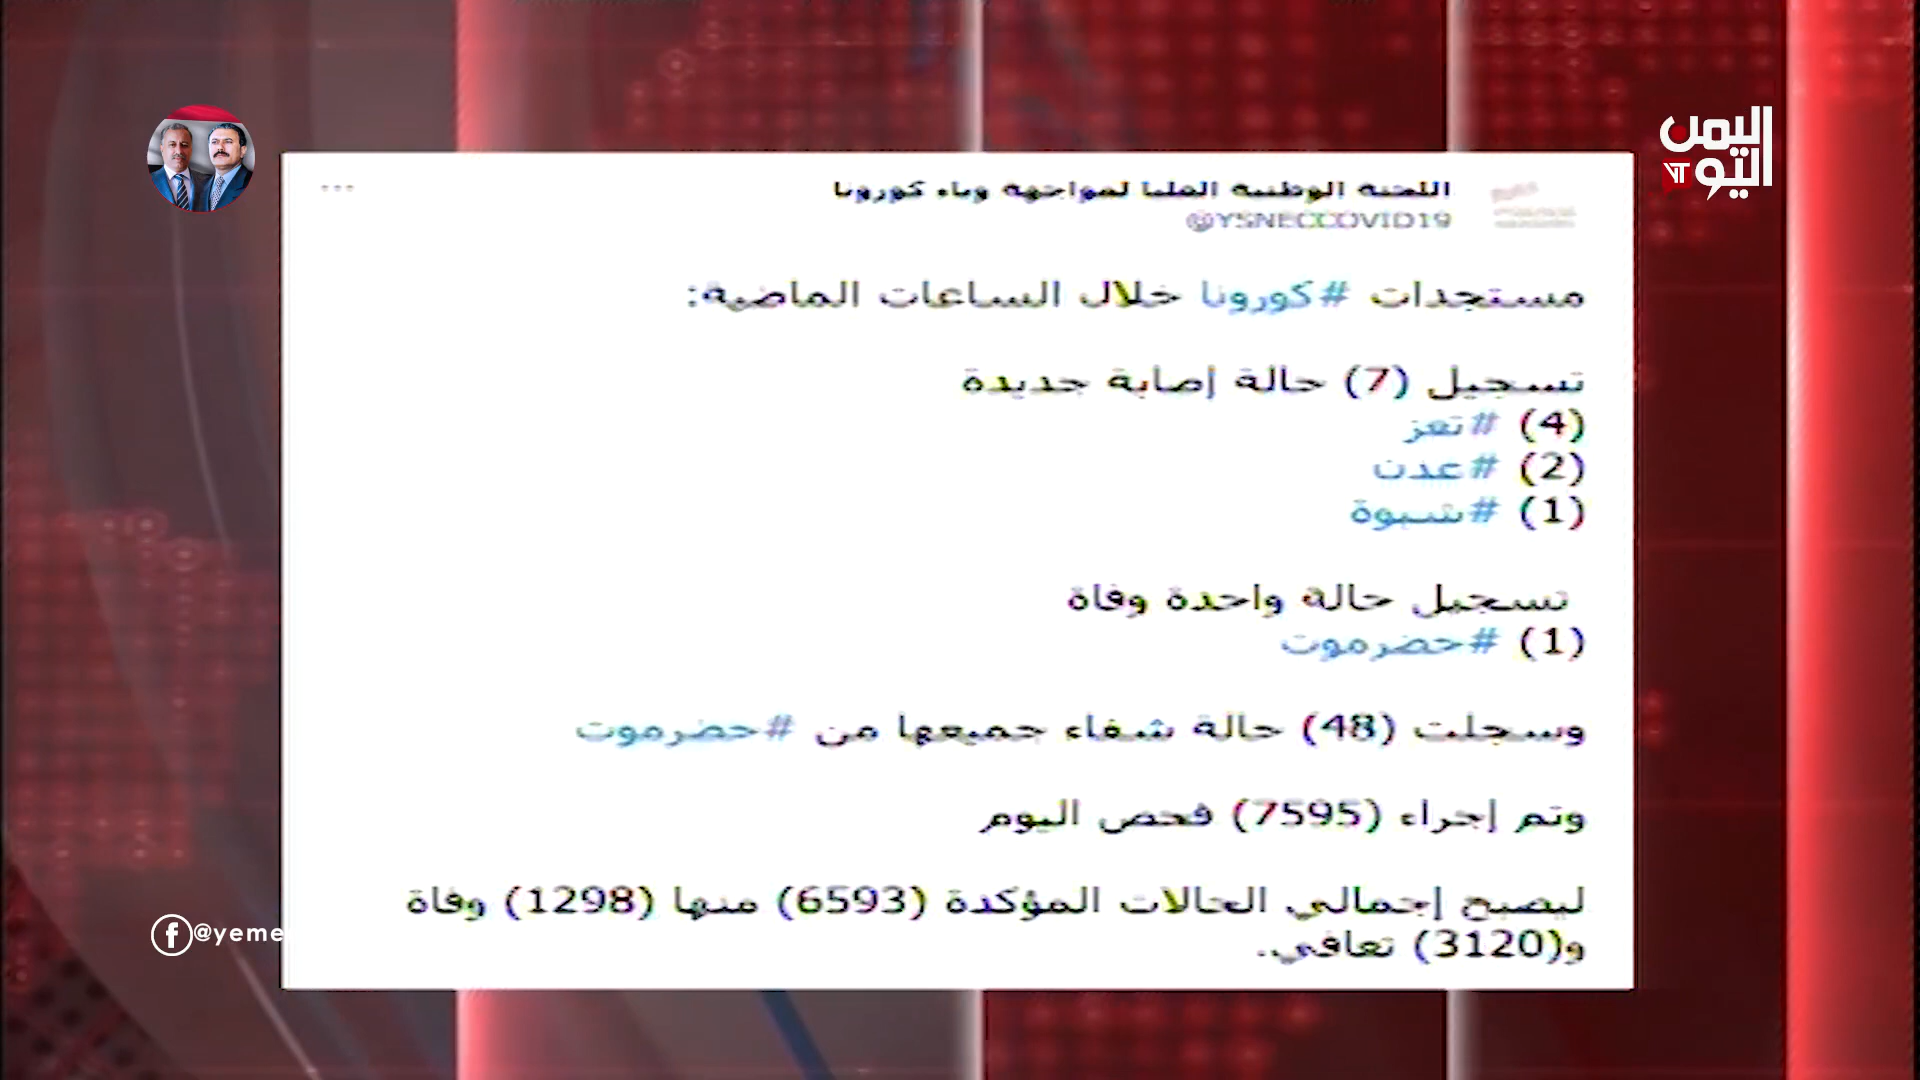 اليمن
اليوم
YT
...
اللجنة الوطنية العليا لمواجهة وباء كورونا
@YSNECCOVID19
مستجدات #كورونا خلال الساعات الماضية:
تسجيل (7) حالة إصابة جديدة
(4) #تعز
(2) #عدن
(1) #شبوة
تسجيل حالة واحدة وفاة
(1) #حضرموت
وسجلت (48) حالة شفاء جميعها من #حضرموت
وتم إجراء (7595) فحص اليوم
ليصبح إجمالي الحالات المؤكدة (6593) منها (1298) وفاة
و(3120) تعافي.
@yeme